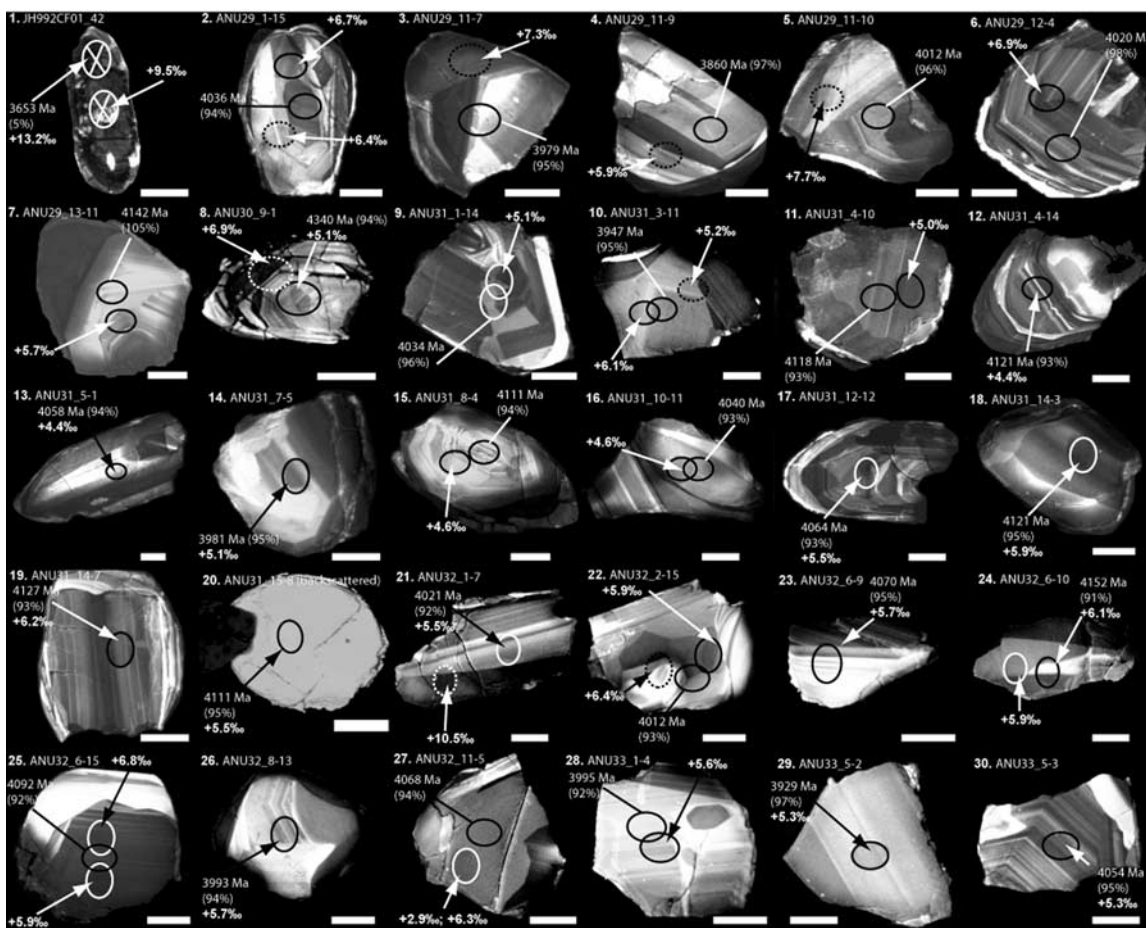 1. JH992CF01_42
+9.5‰
3653 Ma
(5%)
+13.2‰
2. ANU29_1-15
+6.7‰
4036 Ma
(94%)
+6.4‰
3. ANU29_11-7
+7.3‰
3979 Ma
(95%)
4. ANU29_11-9
3860 Ma (97%)
+5.9‰
5. ANU29_11-10
4012 Ma
(96%)
+7.7‰
6. ANU29_12-4
+6.9‰
4020 Ma
(98%)
7. ANU29_13-11
4142 Ma
(105%)
+5.7‰
8. ANU30_9-1
4340 Ma (94%)
+6.9‰
+5.1‰
9. ANU31_1-14
+5.1‰
4034 Ma
(96%)
10. ANU31_3-11
3947 Ma
(95%)
+5.2‰
+6.1‰
11. ANU31_4-10
+5.0‰
4118 Ma
(93%)
12. ANU31_4-14
4121 Ma (93%)
+4.4‰
13. ANU31_5-1
4058 Ma (94%)
+4.4‰
14. ANU31_7-5
3981 Ma (95%)
+5.1‰
15. ANU31_8-4
4111 Ma
(94%)
+4.6‰
16. ANU31_10-11
4040 Ma
(93%)
+4.6‰
17. ANU31_12-12
4064 Ma
(93%)
+5.5‰
18. ANU31_14-3
4121 Ma
(95%)
+5.9‰
19. ANU31_14-7
4127 Ma
(93%)
+6.2‰
20. ANU31_15-8 (backscattered)
4111 Ma
(95%)
+5.5‰
21. ANU32_1-7
4021 Ma
(92%)
+5.5‰
+10.5‰
22. ANU32_2-15
+5.9‰
+6.4‰
4012 Ma
(93%)
23. ANU32_6-9
4070 Ma
(95%)
+5.7‰
24. ANU32_6-10
4152 Ma
(91%)
+6.1‰
+5.9‰
25. ANU32_6-15
+6.8‰
4092 Ma
(92%)
+5.9‰
26. ANU32_8-13
3993 Ma
(94%)
+5.7‰
27. ANU32_11-5
4068 Ma
(94%)
+2.9‰; +6.3‰
28. ANU33_1-4
3995 Ma
(92%)
+5.6‰
29. ANU33_5-2
3929 Ma
(97%)
+5.3‰
30. ANU33_5-3
4054 Ma
(95%)
+5.3‰